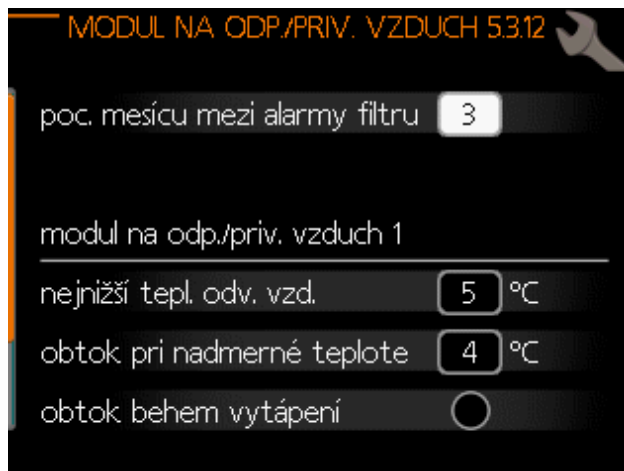 MODUL NA ODP./PRIV. VZDUCH 5.3.12
poc. mesícu mezi alarmy filtru 3
modul na odp./priv. vzduch 1
nejnižší tepl. odv. vzd. 5 °C
obtok pri nadmerné teplote 4 °C
obtok behem vytápení